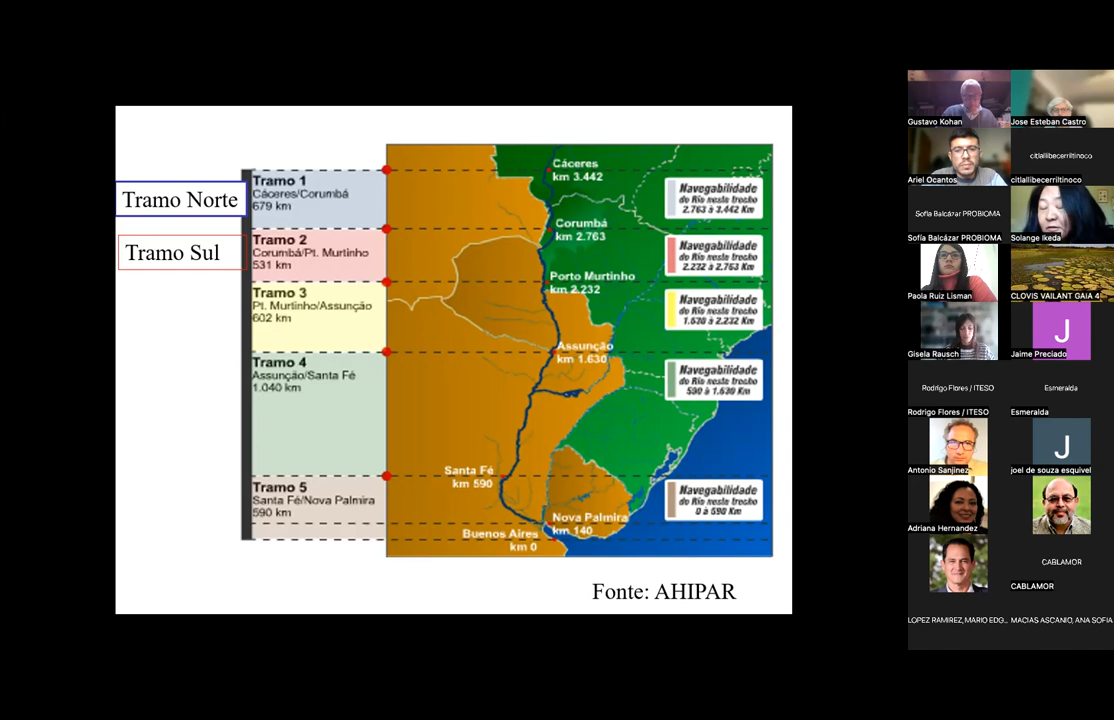 Tramo Norte
Tramo Sul
Tramo 1
Cáceres/Corumbá
679 km
Tramo 2
Corumbá/Pl. Murtinho
531 km
Tramo 3
Pl. Murtinho/Assunção
602 km
Tramo 4
Assunção/Santa Fé
1.040 km
Tramo 5
Santa Fé/Nova Palmira
590 km
Cáceres
km 3.442
Corumbá
km 2.763
Porto Murtinho
km 2.232
Assunção
km 1.630
Santa Fé
km 590
Nova Palmira
km 140
Buenos Aires
km 0
Navegabilidade
do Rio neste trecho
2.763 à 3.442 Km
Navegabilidade
do Rio neste trecho
2.232 à 2.763 Km
Navegabilidade
do Rio neste trecho
1.630 à 2.232 Km
Navegabilidade
do Rio neste trecho
590 à 1.630 Km
Navegabilidade
do Rio neste trecho
0 à 590 Km
Fonte: AHIPAR
Gustavo Kohan
Jose Esteban Castro
Ariel Ocantos
citlallibecerriltinoco
citlallibecerriltinoco
Sofía Balcázar PROBIOMA
Sofía Balcázar PROBIOMA
Solange Ikeda
Paola Ruiz Lisman
CLOVIS VAILANT GAIA 4
Gisela Rausch
J
Jaime Preciado
Rodrigo Flores / ITESO
Rodrigo Flores / ITESO
Esmeralda
Esmeralda
Antonio Sanjinez
J
joel de souza esquivel
Adriana Hernandez
CABLAMOR
CABLAMOR
LOPEZ RAMIREZ, MARIO EDG...
MACIAS ASCANIO, ANA SOFIA